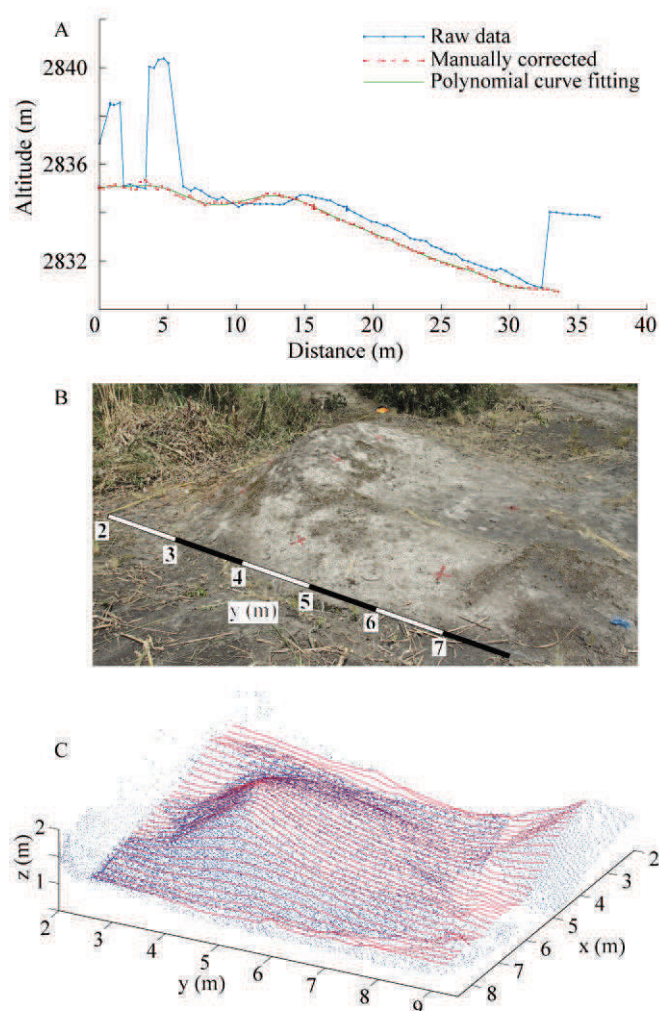 A
Raw data
Manually corrected
Polynomial curve fitting
Altitude (m)
2840
2836
2832
0 5 10 15 20 25 30 35 40
Distance (m)
B
2
3
4
5
6
7
y (m)
C
z (m)
2
1
2 3 4 5 6 7 8 9
y (m)
8 7 6 5 4 3 2
x (m)